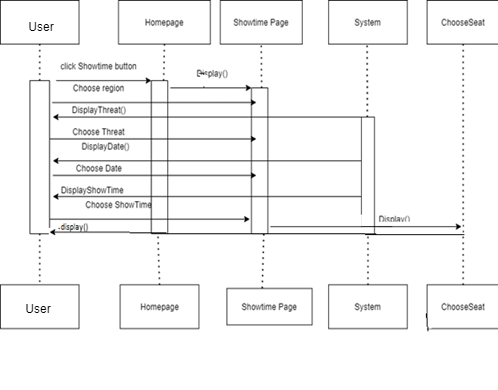 User
Homepage
Showtime Page
System
ChooseSeat
click Showtime button
Display()
Choose region
DisplayThreat()
Choose Threat
DisplayDate()
Choose Date
DisplayShowTime
Choose ShowTime
Display()
display()
User
Homepage
Showtime Page
System
ChooseSeat